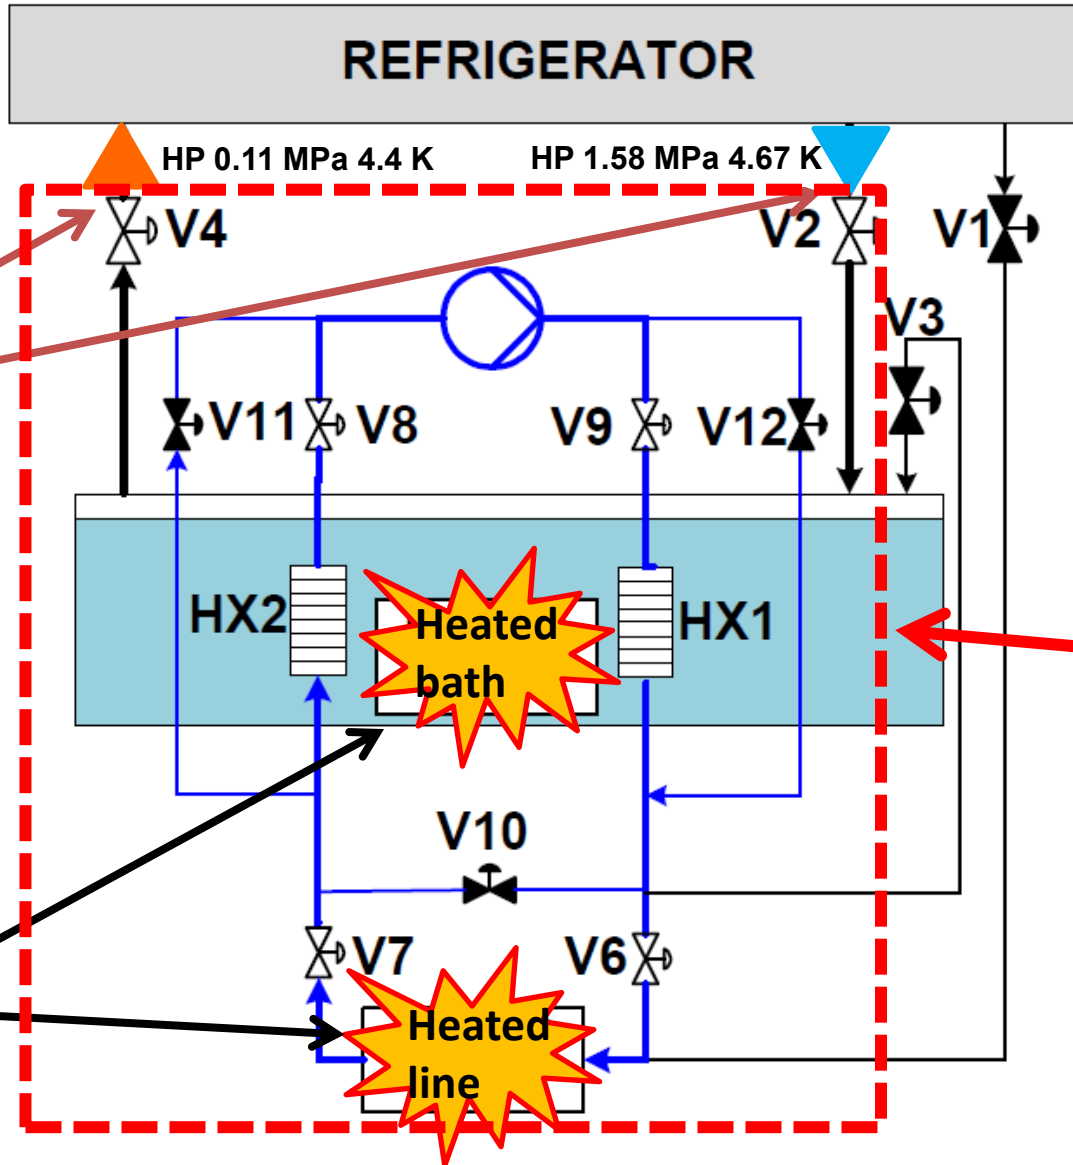 REFRIGERATOR
HP 0.11 MPa 4.4 K
HP 1.58 MPa 4.67 K
V4
V2
V1
V3
V11
V8
V9
V12
HX2
Heated
bath
HX1
V10
V7
V6
Heated
line